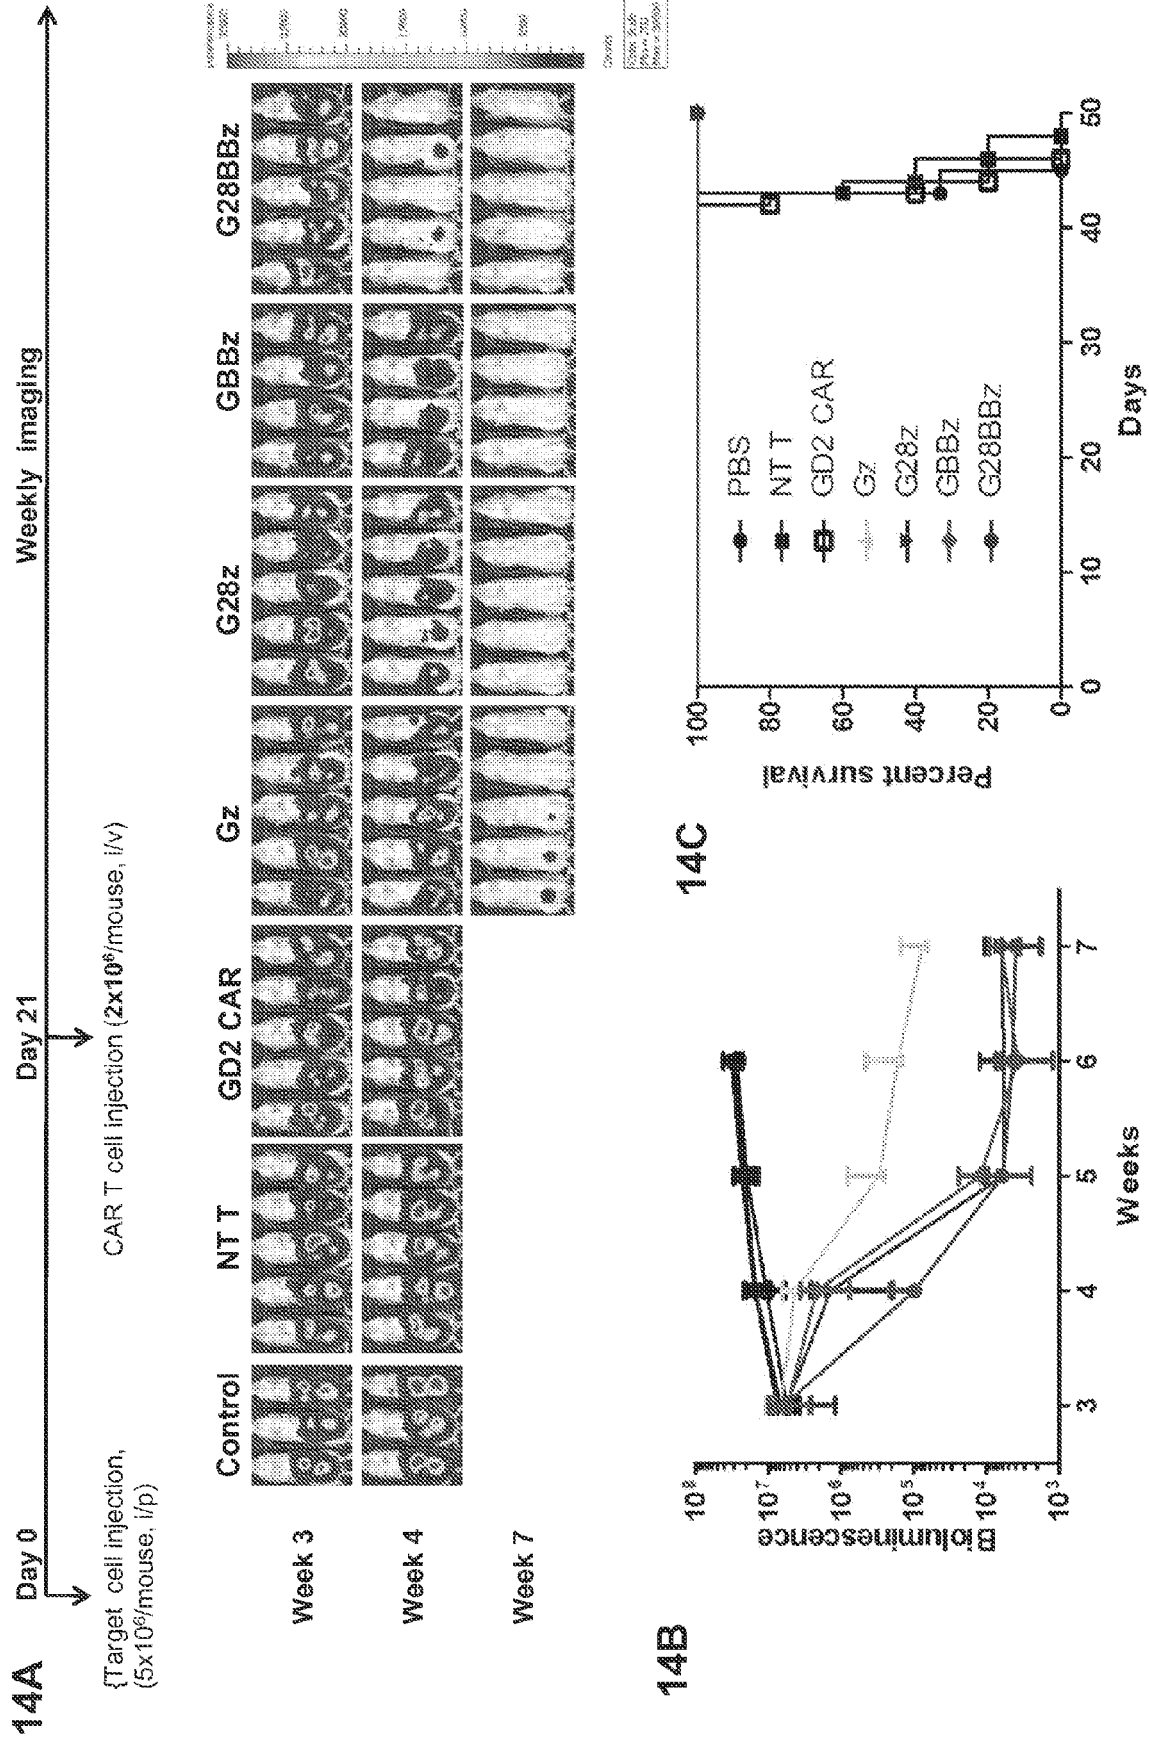 14A
Day 0
Day 21
Weekly imaging
{Target cell injection,
(5x10⁶/mouse, i/p)
CAR T cell injection (2x10⁶/mouse, i/v)
Control
NT T
GD2 CAR
Gz
G28z
GBBz
G28BBz
Week 3
Week 4
Week 7
14B
Bioluminescence
10⁸
10⁷
10⁶
10⁵
10⁴
10³
3
4
5
6
7
Weeks
14C
Percent survival
100
80
60
40
20
0
0
10
20
30
40
50
Days
PBS
NT T
GD2 CAR
Gz
G28z
GBBz
G28BBz